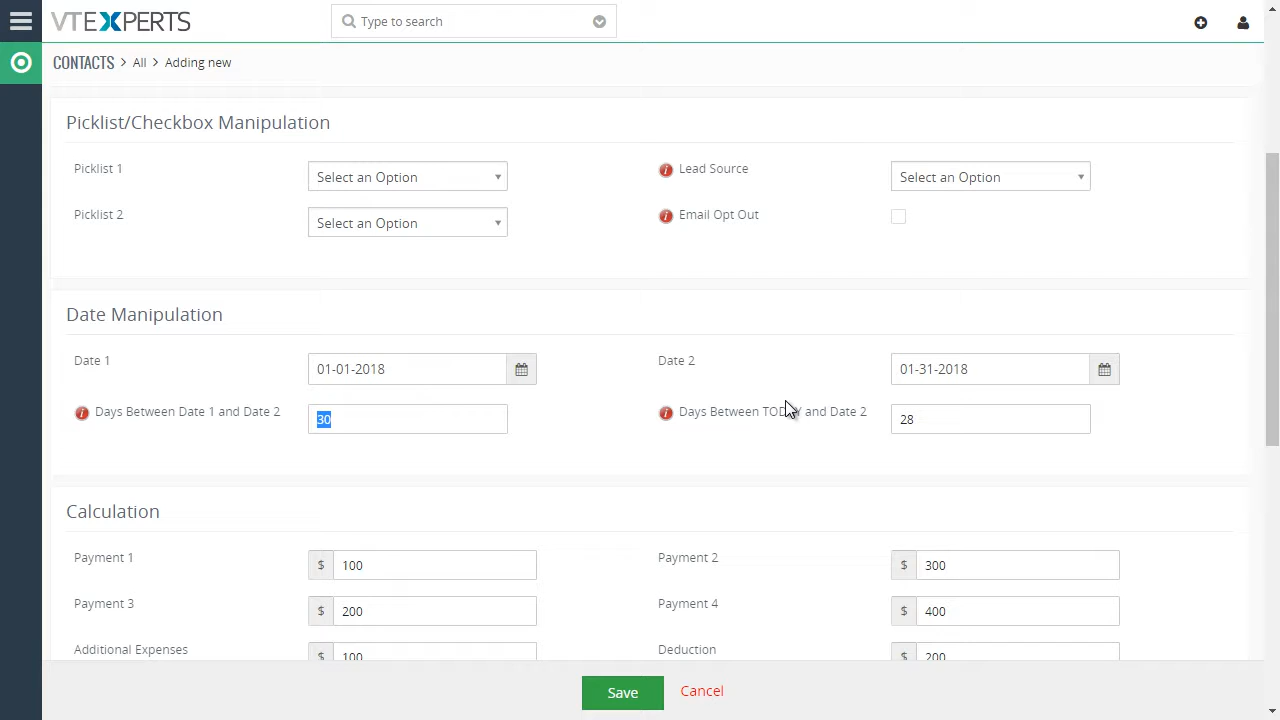 VTEXPERTS Type to search
CONTACTS > All > Adding new
Picklist/Checkbox Manipulation
Picklist 1 Select an Option Lead Source Select an Option
Picklist 2 Select an Option Email Opt Out
Date Manipulation
Date 1 01-01-2018 Date 2 01-31-2018
Days Between Date 1 and Date 2 30 Days Between TODAY and Date 2 28
Calculation
Payment 1 $ 100 Payment 2 $ 300
Payment 3 $ 200 Payment 4 $ 400
Additional Expenses $ 100 Deduction $ 200
Save Cancel